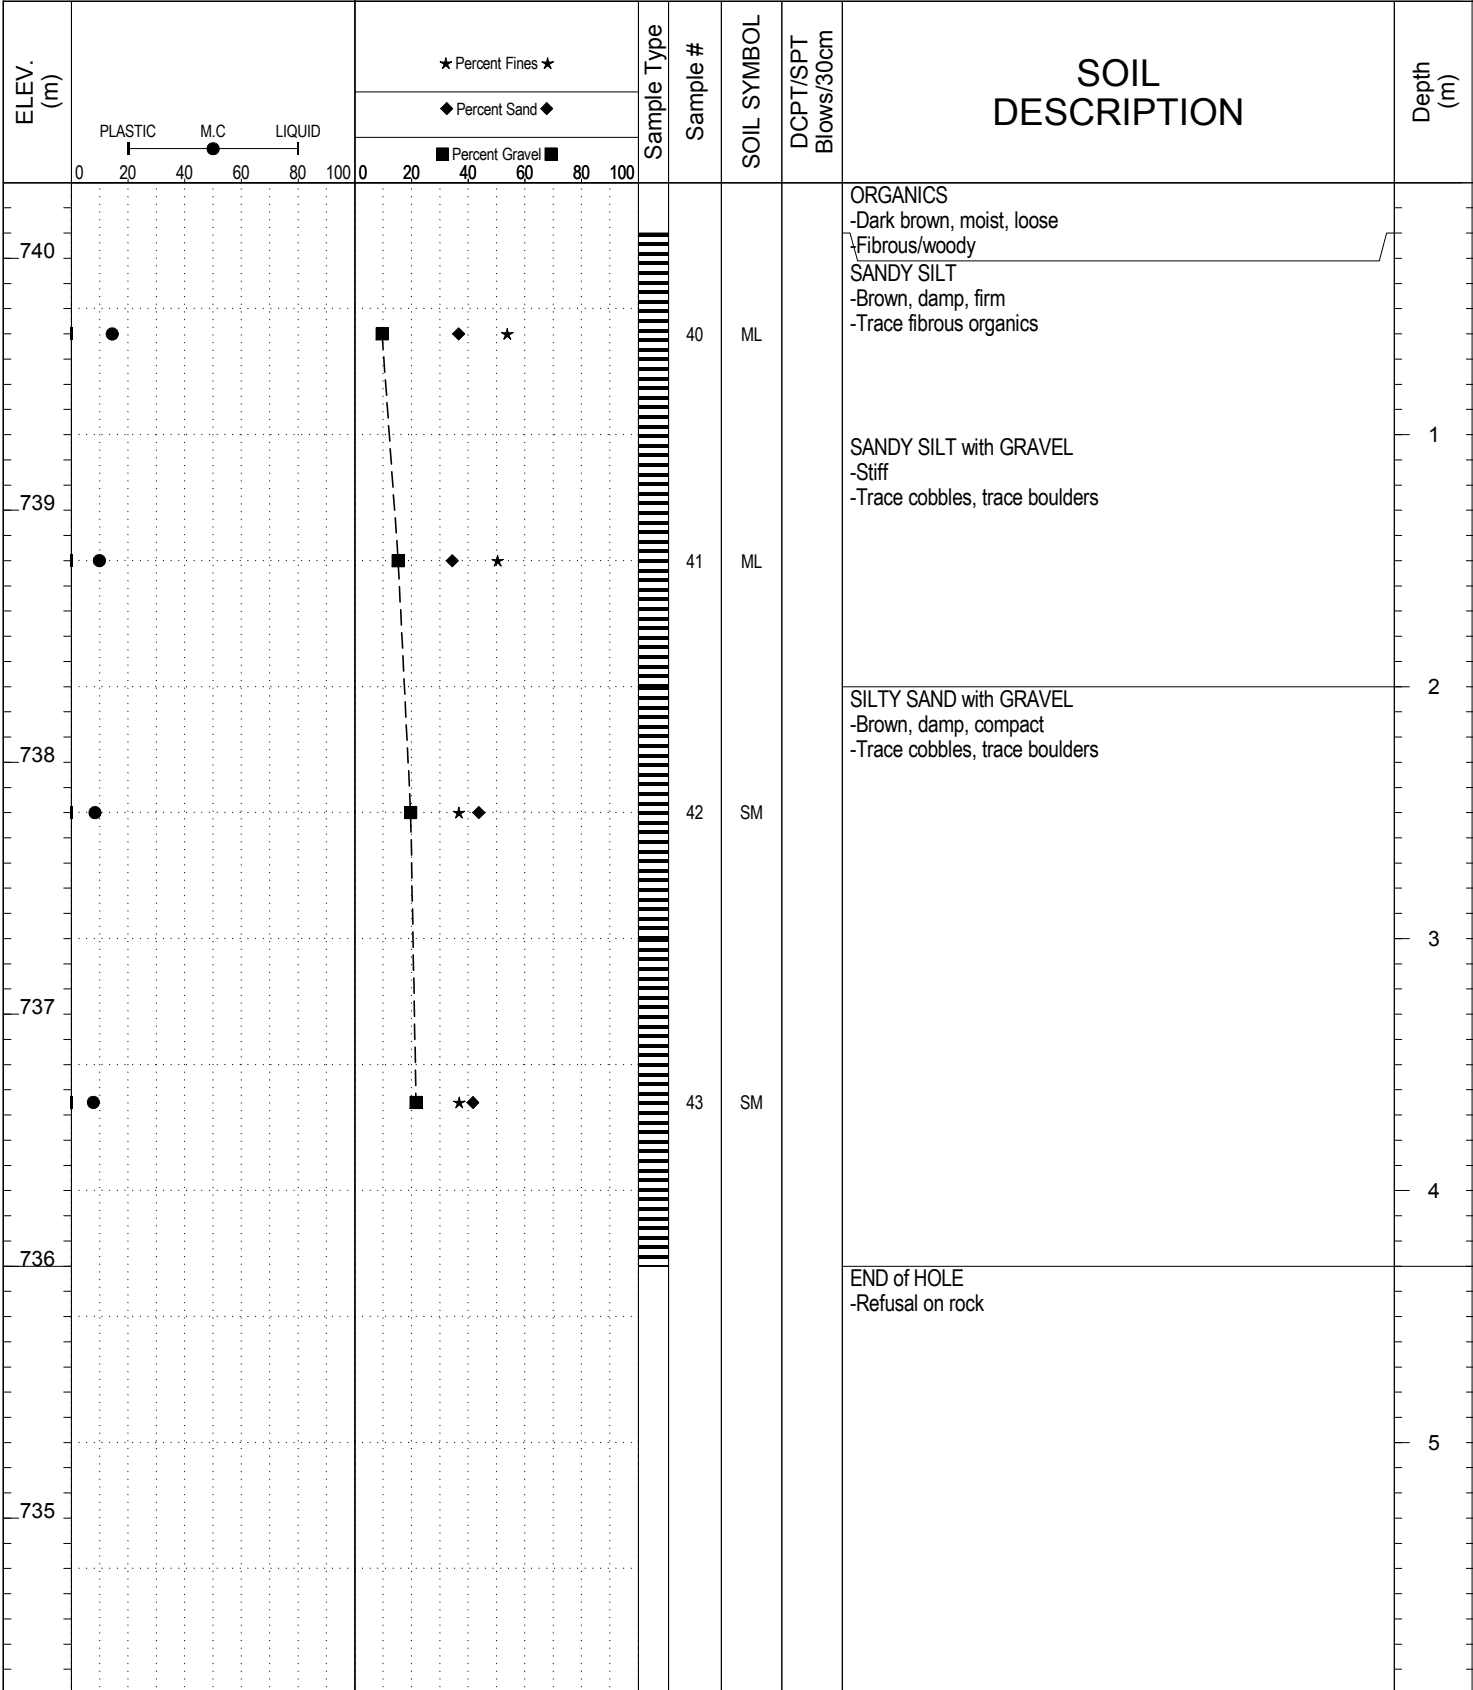 ELEV.
(m)
PLASTIC M.C LIQUID
0 20 40 60 80 100
★ Percent Fines ★
◆ Percent Sand ◆
■ Percent Gravel ■
0 20 40 60 80 100
Sample Type
Sample #
SOIL SYMBOL
DCPT/SPT
Blows/30cm
SOIL
DESCRIPTION
Depth
(m)
ORGANICS
-Dark brown, moist, loose
-Fibrous/woody
740
SANDY SILT
-Brown, damp, firm
-Trace fibrous organics
40 ML
1
SANDY SILT with GRAVEL
-Stiff
-Trace cobbles, trace boulders
739
41 ML
2
SILTY SAND with GRAVEL
-Brown, damp, compact
-Trace cobbles, trace boulders
738
42 SM
3
737
43 SM
4
736
END of HOLE
-Refusal on rock
5
735